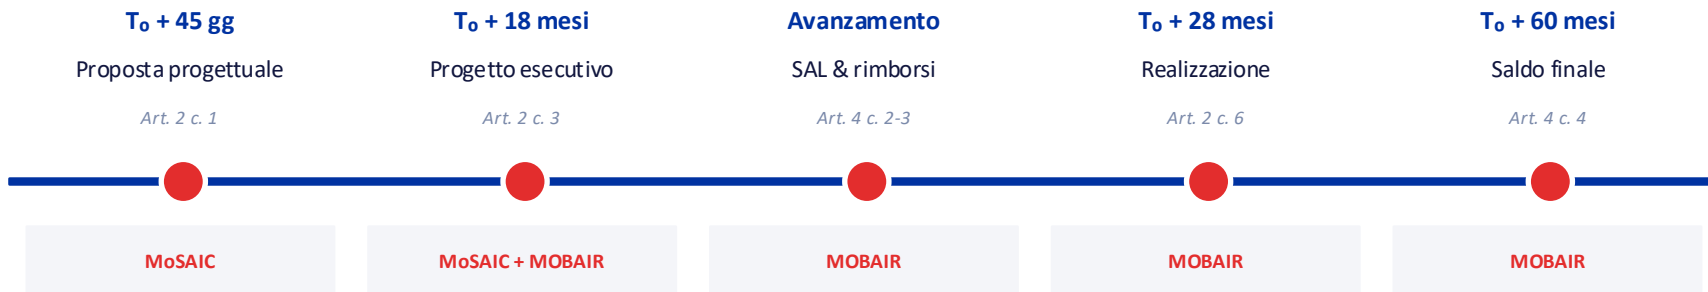 T₀ + 45 gg
Proposta progettuale
Art. 2 c. 1
MoSAIC
T₀ + 18 mesi
Progetto esecutivo
Art. 2 c. 3
MoSAIC + MOBAIR
Avanzamento
SAL & rimborsi
Art. 4 c. 2-3
MOBAIR
T₀ + 28 mesi
Realizzazione
Art. 2 c. 6
MOBAIR
T₀ + 60 mesi
Saldo finale
Art. 4 c. 4
MOBAIR